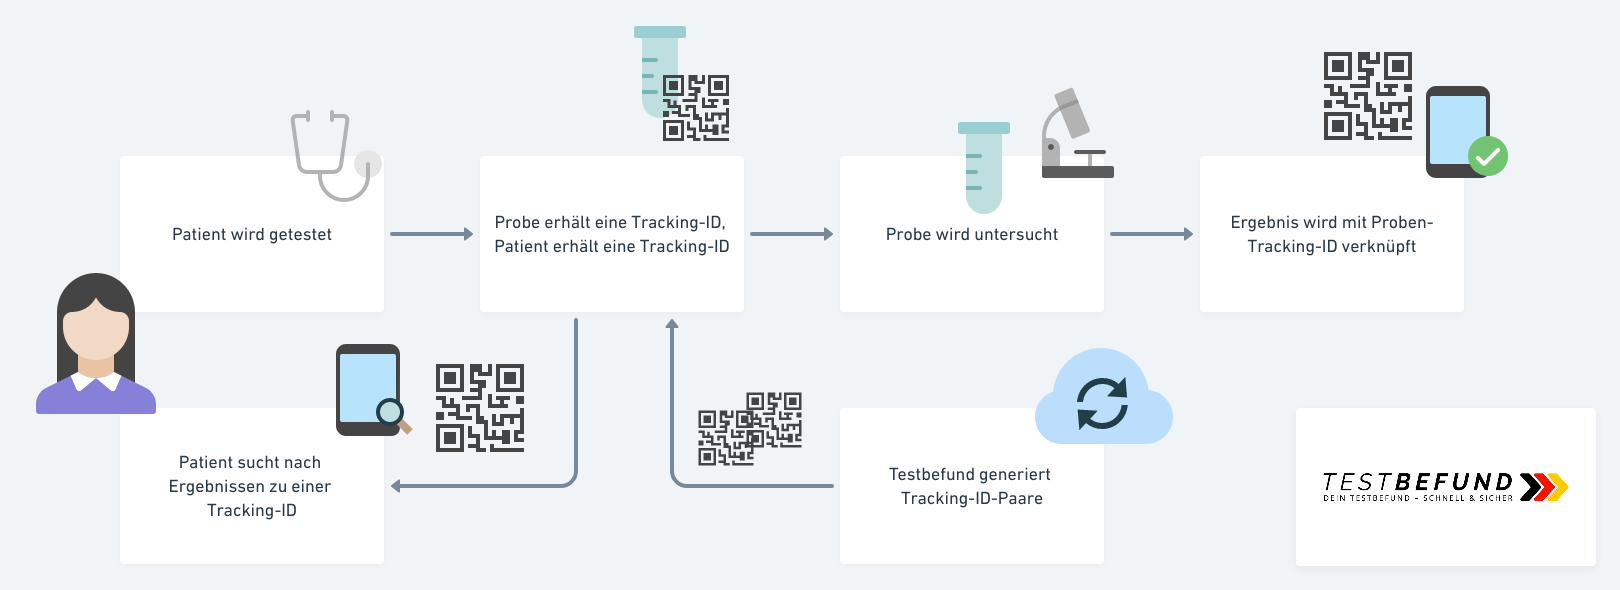 Patient wird getestet
Probe erhält eine Tracking-ID,
Patient erhält eine Tracking-ID
Probe wird untersucht
Ergebnis wird mit Proben-
Tracking-ID verknüpft
Patient sucht nach
Ergebnissen zu einer
Tracking-ID
Testbefund generiert
Tracking-ID-Paare
TESTBEFUND
DEIN TESTBEFUND - SCHNELL & SICHER